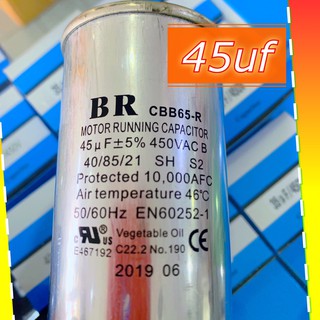 45uf
BR CBB65-R
MOTOR RUNNING CAPACITOR
45µF±5% 450VAC B
40/85/21 SH S2
Protected 10,000AFC
Air temperature 46℃
50/60Hz EN60252-1
Vegetable Oil
E467192 C22.2 No.190
2019 06